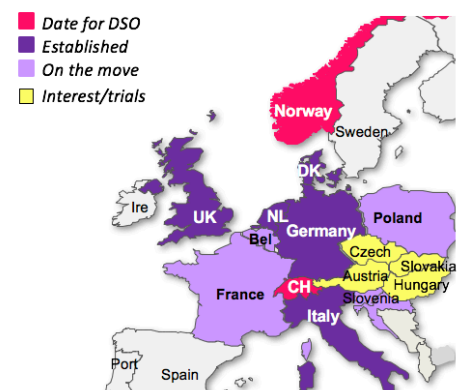 Date for DSO
Established
On the move
Interest/trials
Norway
Sweden
DK
Ire
UK
NL
Germany
Poland
Bel
Czech
Slovakia
Austria
Hungary
CH
Slovenia
France
Italy
Port
Spain